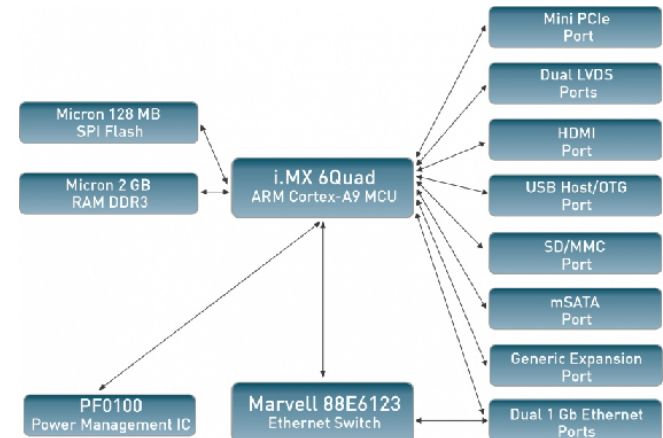 Mini PCIe
Port
Dual LVDS
Ports
Micron 128 MB
SPI Flash
HDMI
Port
i.MX 6Quad
ARM Cortex-A9 MCU
Micron 2 GB
RAM DDR3
USB Host/OTG
Port
SD/MMC
Port
mSATA
Port
Generic Expansion
Port
PF0100
Power Management IC
Marvell 88E6123
Ethernet Switch
Dual 1 Gb Ethernet
Ports